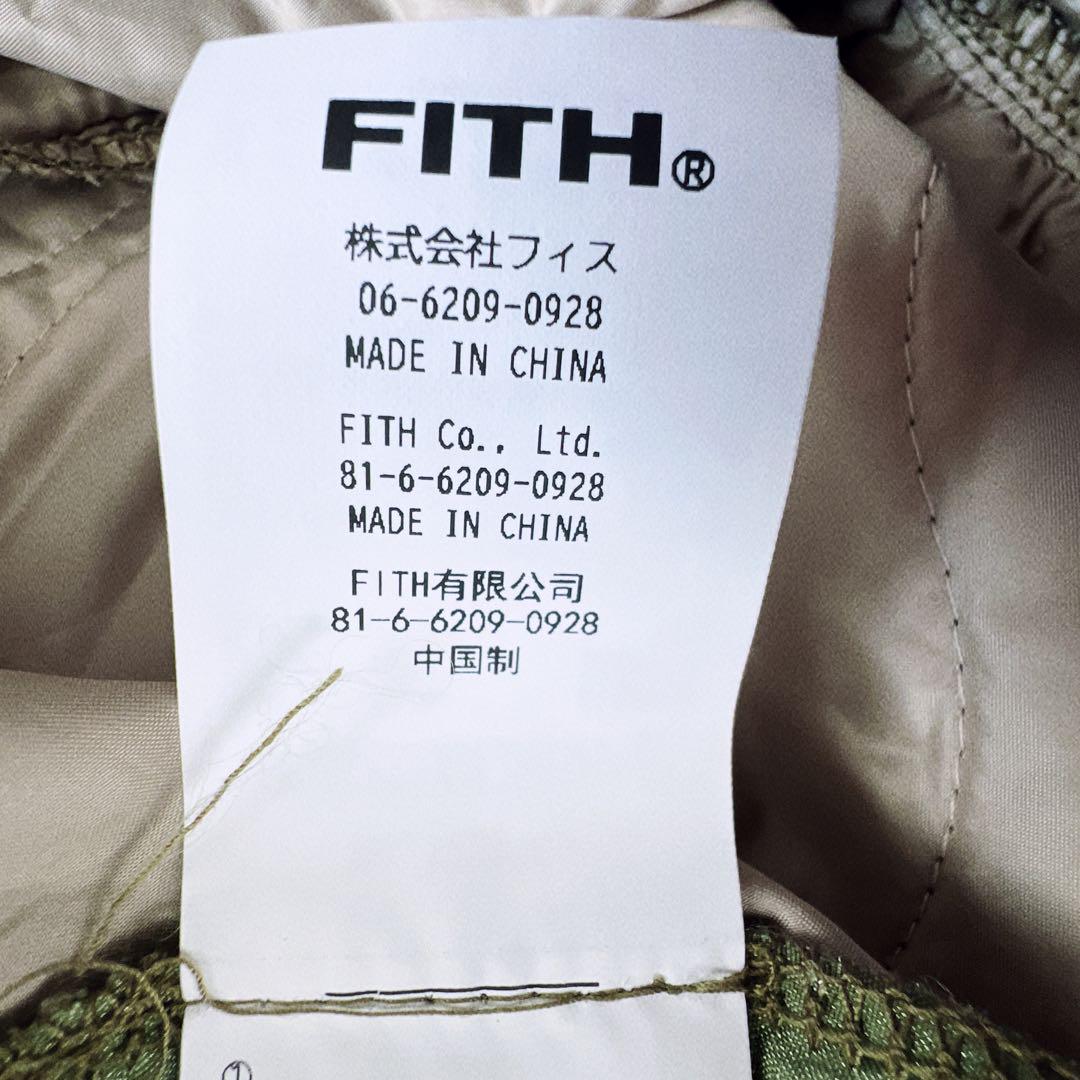 FITH®
株式会社フィス
06-6209-0928
MADE IN CHINA
FITH Co., Ltd.
81-6-6209-0928
MADE IN CHINA
FITH有限公司
81-6-6209-0928
中国制
①